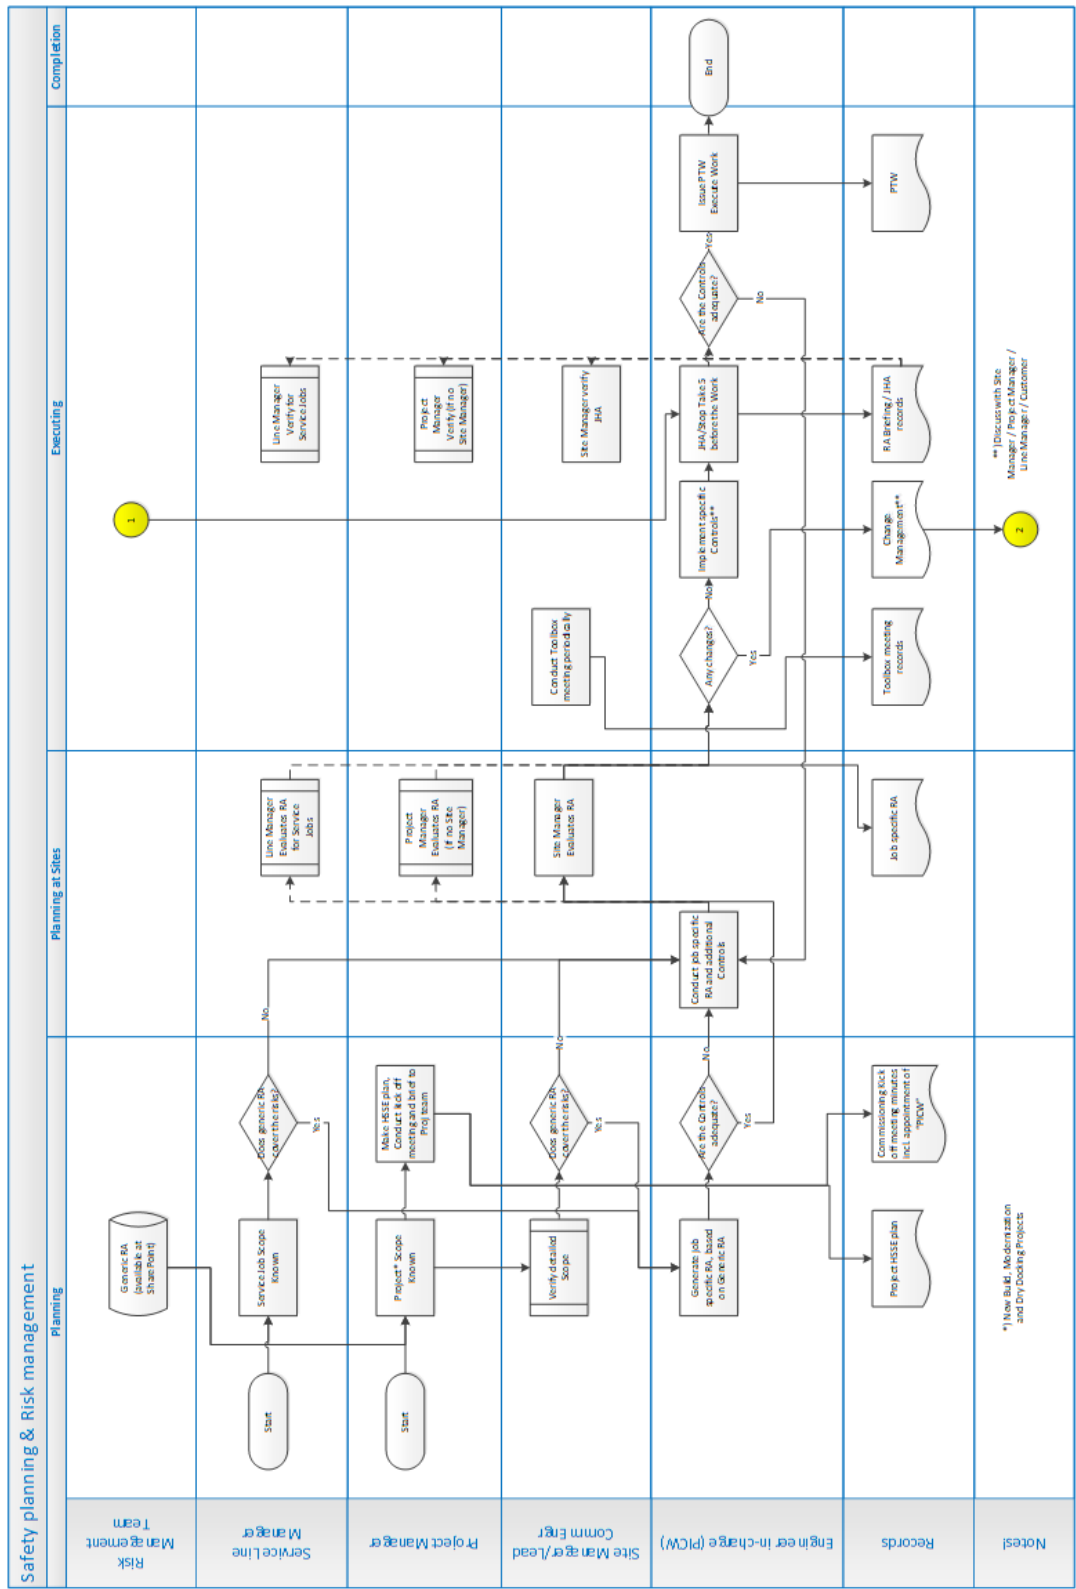 Safety planning & Risk management
Planning
Planning at Sites
Executing
Completion
Risk
Management
Team
Generic RA
(available at
SharePoint)
1
Service Line
Manager
Start
Service Job Scope
Known
Does generic RA
cover the risks?
No
Yes
Line Manager
Evaluates RA
for Service
Jobs
Line Manager
Verify for
Service Jobs
Project Manager
Start
Project* Scope
Known
Make HSSE plan,
Conduct kick off
meeting and brief to
Proj team
Project
Manager
Evaluates RA
(if no Site
Manager)
Project
Manager
Verify (if no
Site Manager)
Site Manager/Lead
Comm Engr
Verify detailed
Scope
Does generic RA
cover the risks?
No
Yes
Site Manager
Evaluates RA
Conduct Toolbox
meeting periodically
Site Manager verify
JHA
Engineer in-charge (PICW)
Generate job
specific RA, based
on Generic RA
Are the Controls
adequate?
No
Yes
Conduct job specific
RA and additional
Controls
Any changes?
No
Yes
Implement specific
Controls**
JHA/Stop Take 5
before the Work
Are the Controls
adequate?
Yes
No
Issue PTW
Execute Work
End
Records
Project HSSE plan
Commissioning Kick
off meeting minutes
incl. appointment of
"PICW"
Job specific RA
Toolbox meeting
records
Change
Management**
RA Briefing / JHA
records
PTW
Notes!
*) New Build, Modernization
and Dry Docking Projects
2
**) Discuss with Site
Manager / Project Manager /
Line Manager / Customer